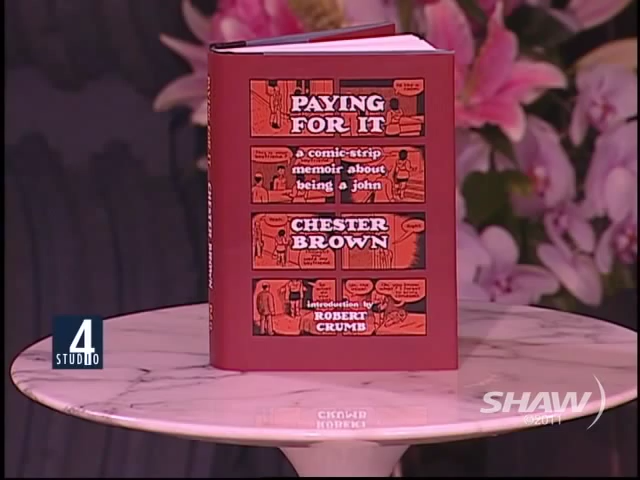 PAYING
FOR IT
a comic-strip
memoir about
being a john
CHESTER
BROWN
introduction by
ROBERT
CRUMB
CHESTER BROWN
4
STUDIO
SHAW)
©2011